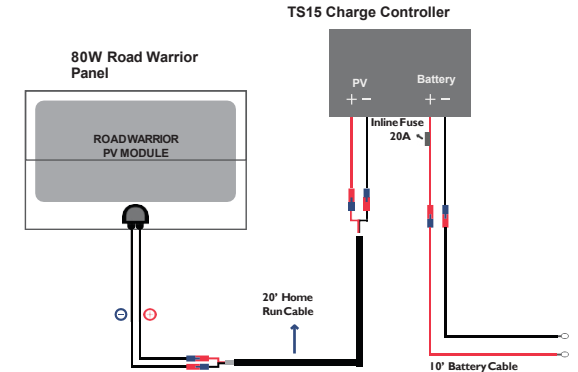 TS15 Charge Controller
80W Road Warrior
Panel
PV
Battery
+ −
+ −
Inline Fuse
20A
ROADWARRIOR
PV MODULE
− +
20’ Home
Run Cable
10’ Battery Cable